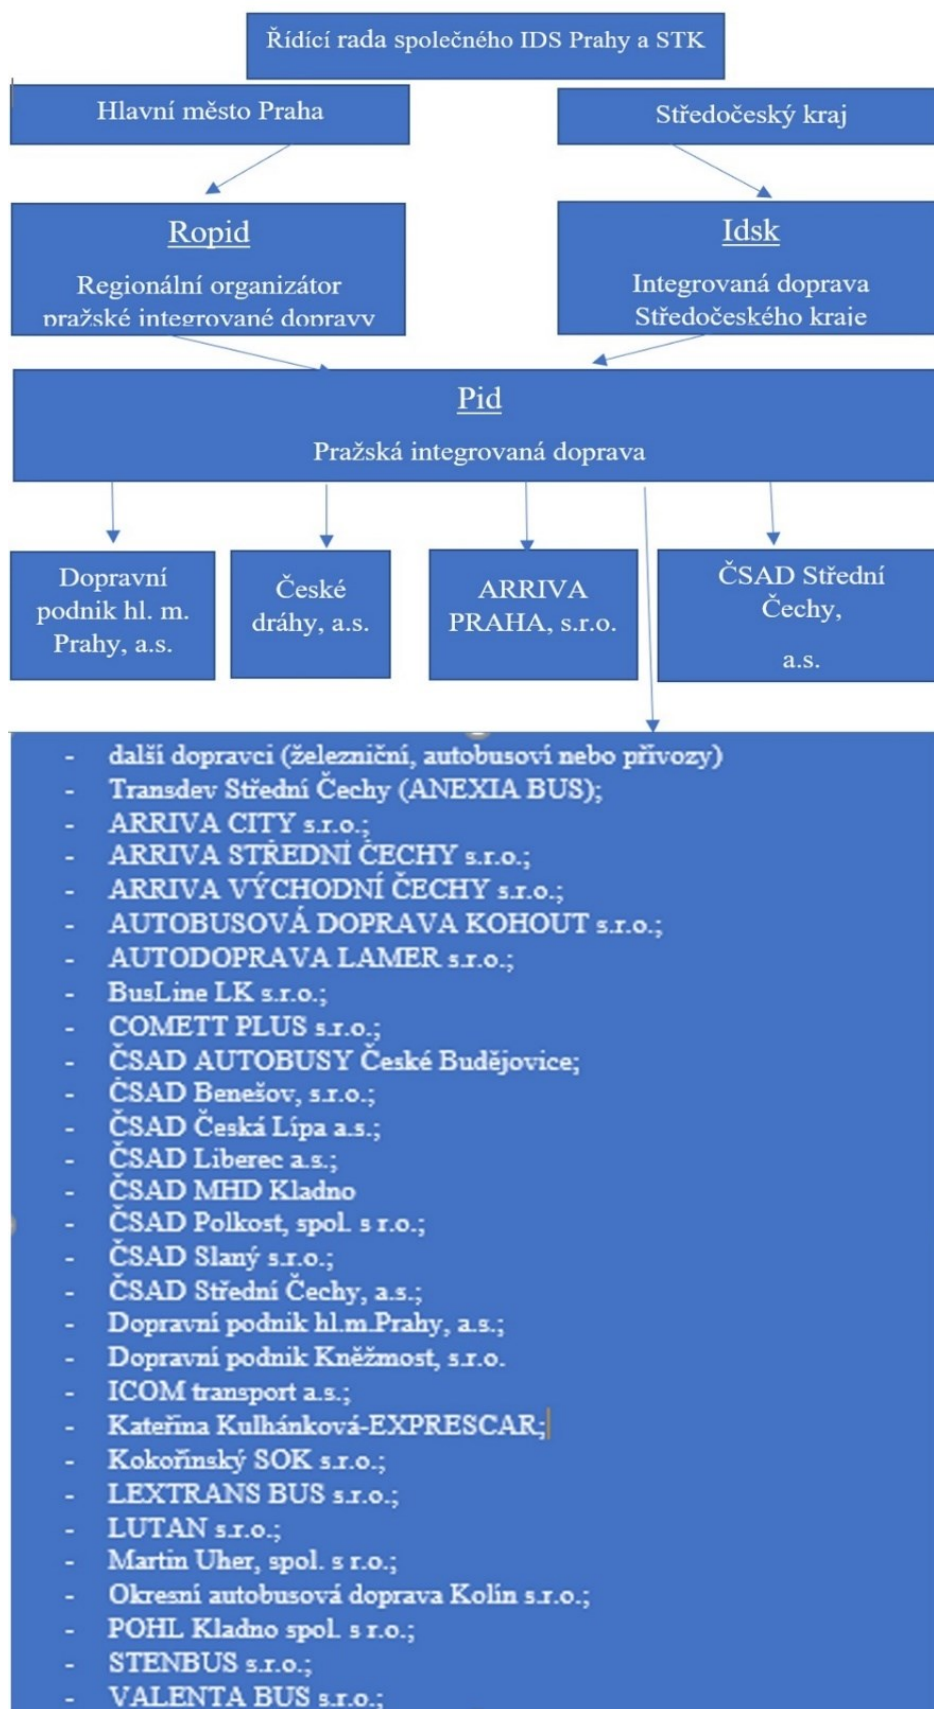 Řídící rada společného IDS Prahy a STK
Hlavní město Praha
Středočeský kraj
Ropid
Regionální organizátor
pražské integrované dopravy
Idsk
Integrovaná doprava
Středočeského kraje
Pid
Pražská integrovaná doprava
Dopravní
podnik hl. m.
Prahy, a.s.
České
dráhy, a.s.
ARRIVA
PRAHA, s.r.o.
ČSAD Střední
Čechy,
a.s.
- další dopravci (železniční, autobusoví nebo přívozy)
- Transdev Střední Čechy (ANEXIA BUS);
- ARRIVA CITY s.r.o.;
- ARRIVA STŘEDNÍ ČECHY s.r.o.;
- ARRIVA VÝCHODNÍ ČECHY s.r.o.;
- AUTOBUSOVÁ DOPRAVA KOHOUT s.r.o.;
- AUTODOPRAVA LAMER s.r.o.;
- BusLine LK s.r.o.;
- COMETT PLUS s.r.o.;
- ČSAD AUTOBUSY České Budějovice;
- ČSAD Benešov, s.r.o.;
- ČSAD Česká Lípa a.s.;
- ČSAD Liberec a.s.;
- ČSAD MHD Kladno
- ČSAD Polkost, spol. s r.o.;
- ČSAD Slaný s.r.o.;
- ČSAD Střední Čechy, a.s.;
- Dopravní podnik hl.m.Prahy, a.s.;
- Dopravní podnik Kněžmost, s.r.o.
- ICOM transport a.s.;
- Kateřina Kulhánková-EXPRESCAR;
- Kokořínský SOK s.r.o.;
- LEXTRANS BUS s.r.o.;
- LUTAN s.r.o.;
- Martin Uher, spol. s r.o.;
- Okresní autobusová doprava Kolín s.r.o.;
- POHL Kladno spol. s r.o.;
- STENBUS s.r.o.;
- VALENTA BUS s.r.o.;